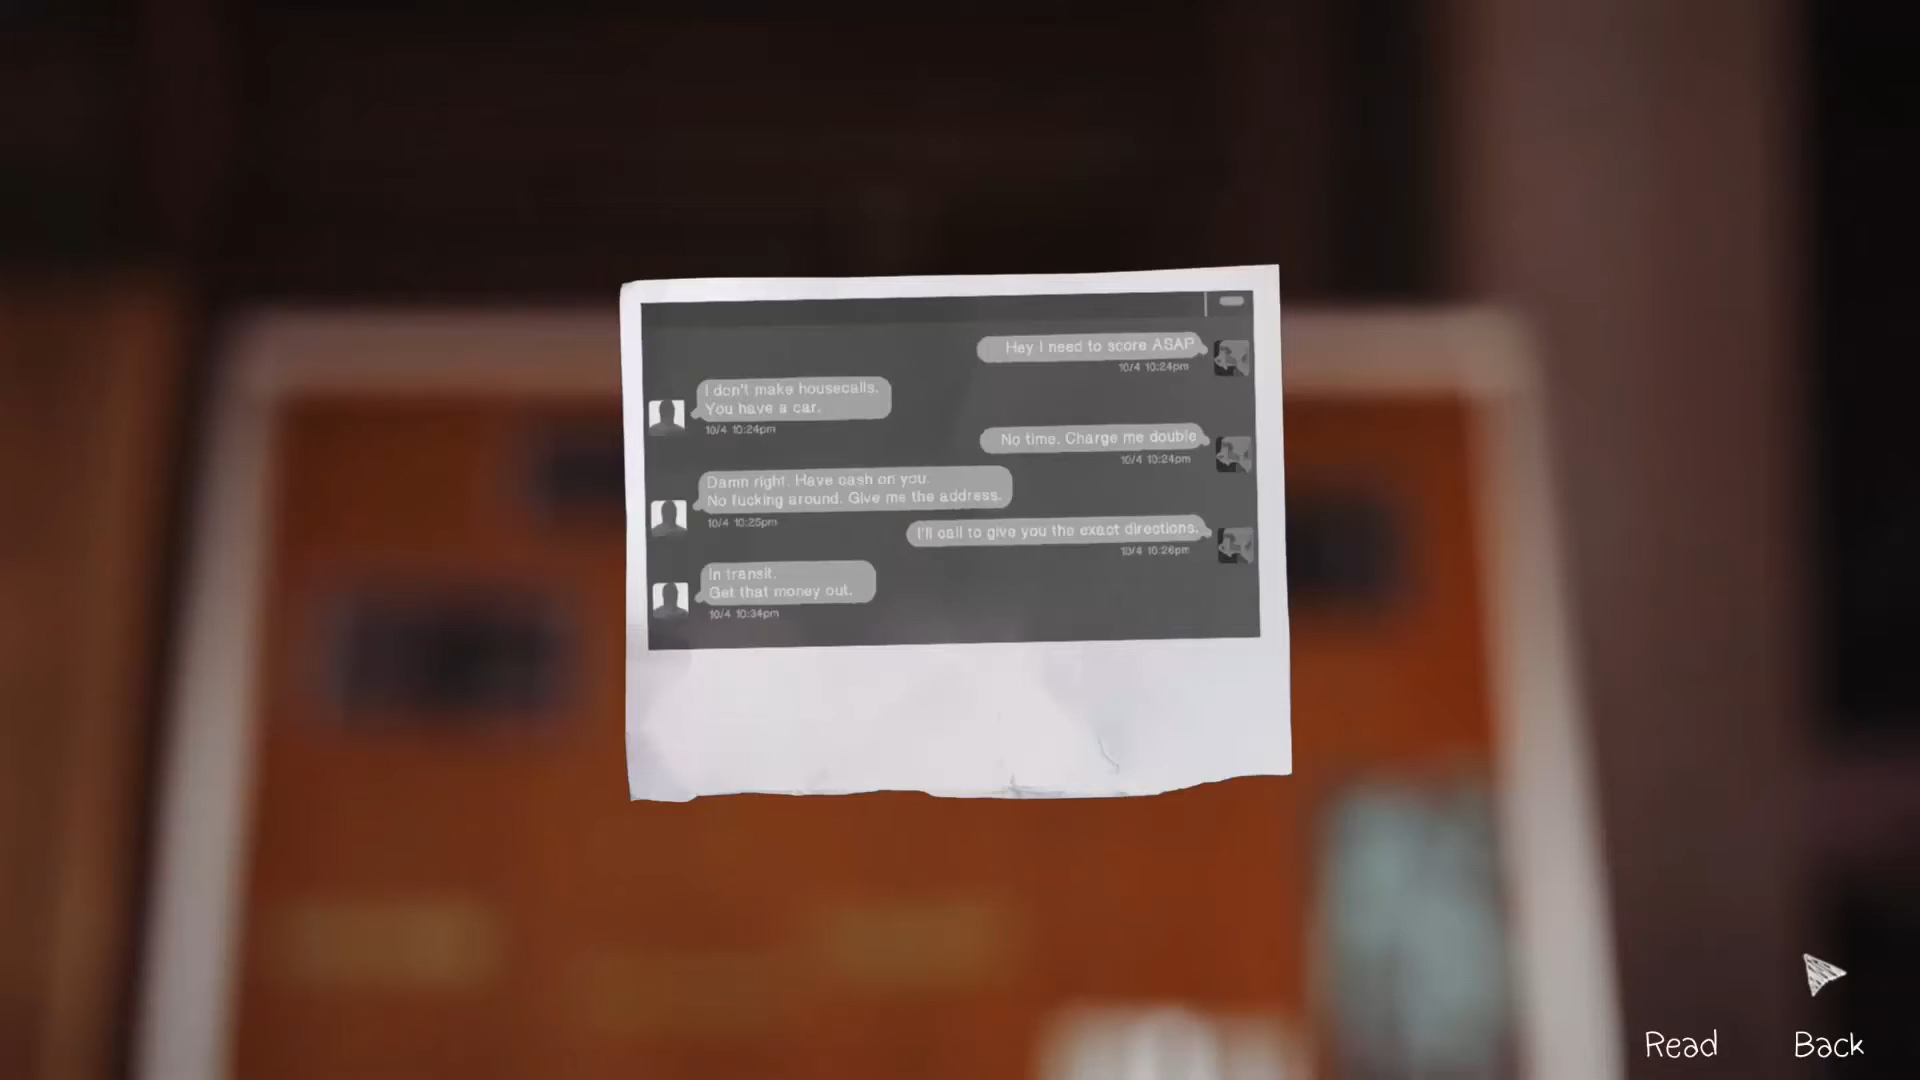 Hey I need to score ASAP
10/4 10:24pm
I don't make housecalls.
You have a car.
10/4 10:24pm
No time. Charge me double
10/4 10:24pm
Damn right. Have cash on you.
No fucking around. Give me the address.
10/4 10:25pm
I'll call to give you the exact directions.
10/4 10:26pm
In transit.
Get that money out.
10/4 10:34pm
Read
Back